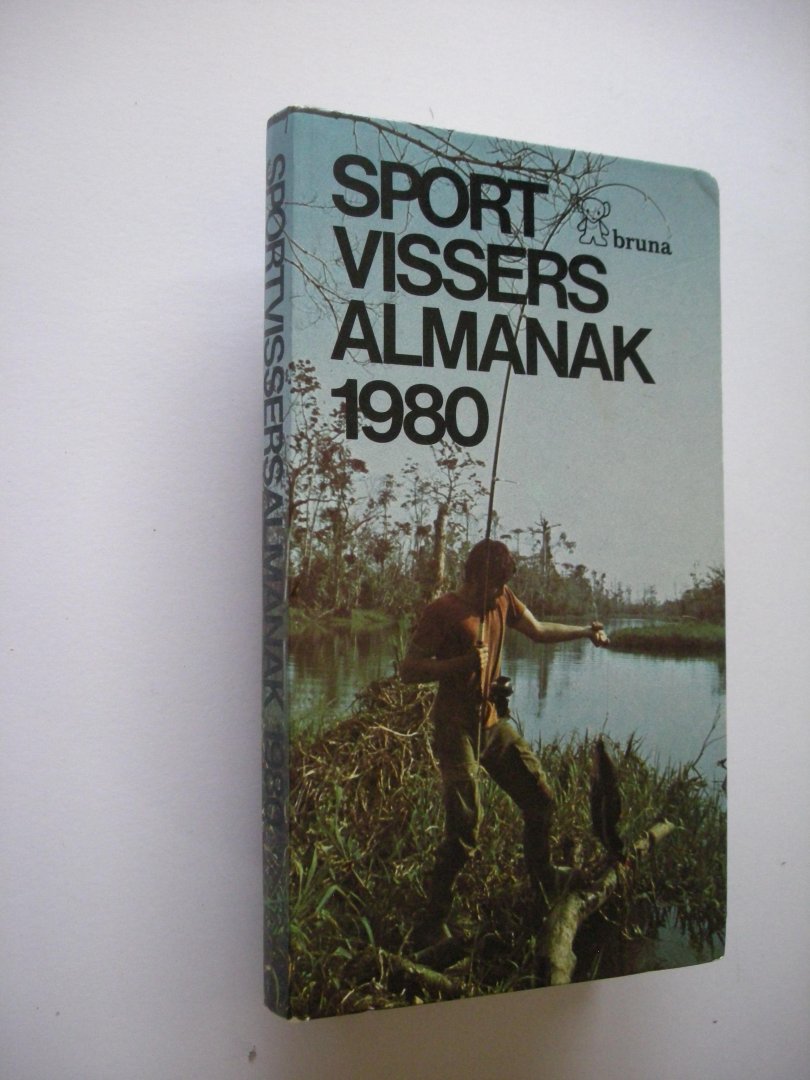 SPORT
VISSERS
ALMANAK
1980
bruna
SPORTVISSERSALMANAK 1980